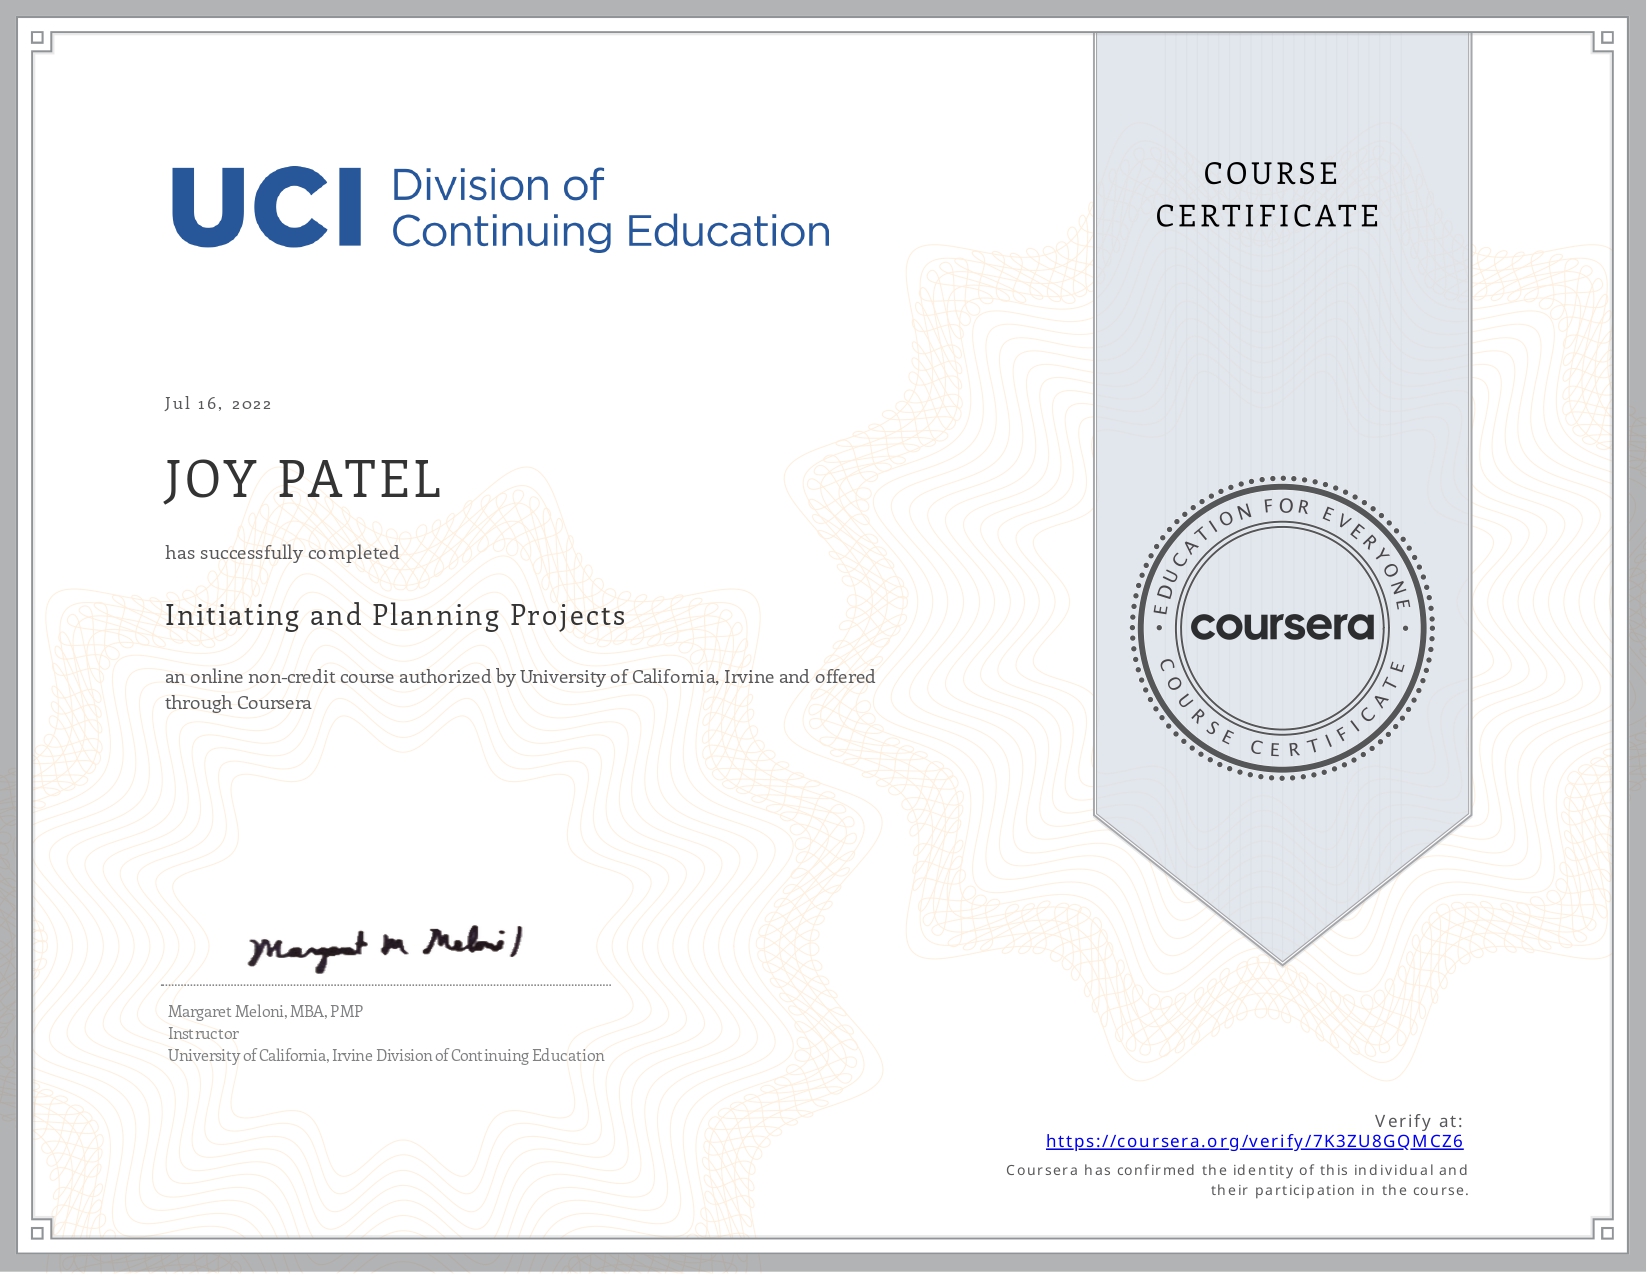 UCI Division of
Continuing Education
COURSE
CERTIFICATE
Jul 16, 2022
JOY PATEL
has successfully completed
Initiating and Planning Projects
an online non-credit course authorized by University of California, Irvine and offered
through Coursera
EDUCATION FOR EVERYONE
coursera
COURSE CERTIFICATE
Margaret M Meloni
Margaret Meloni, MBA, PMP
Instructor
University of California, Irvine Division of Continuing Education
Verify at:
https://coursera.org/verify/7K3ZU8GQMCZ6
Coursera has confirmed the identity of this individual and
their participation in the course.